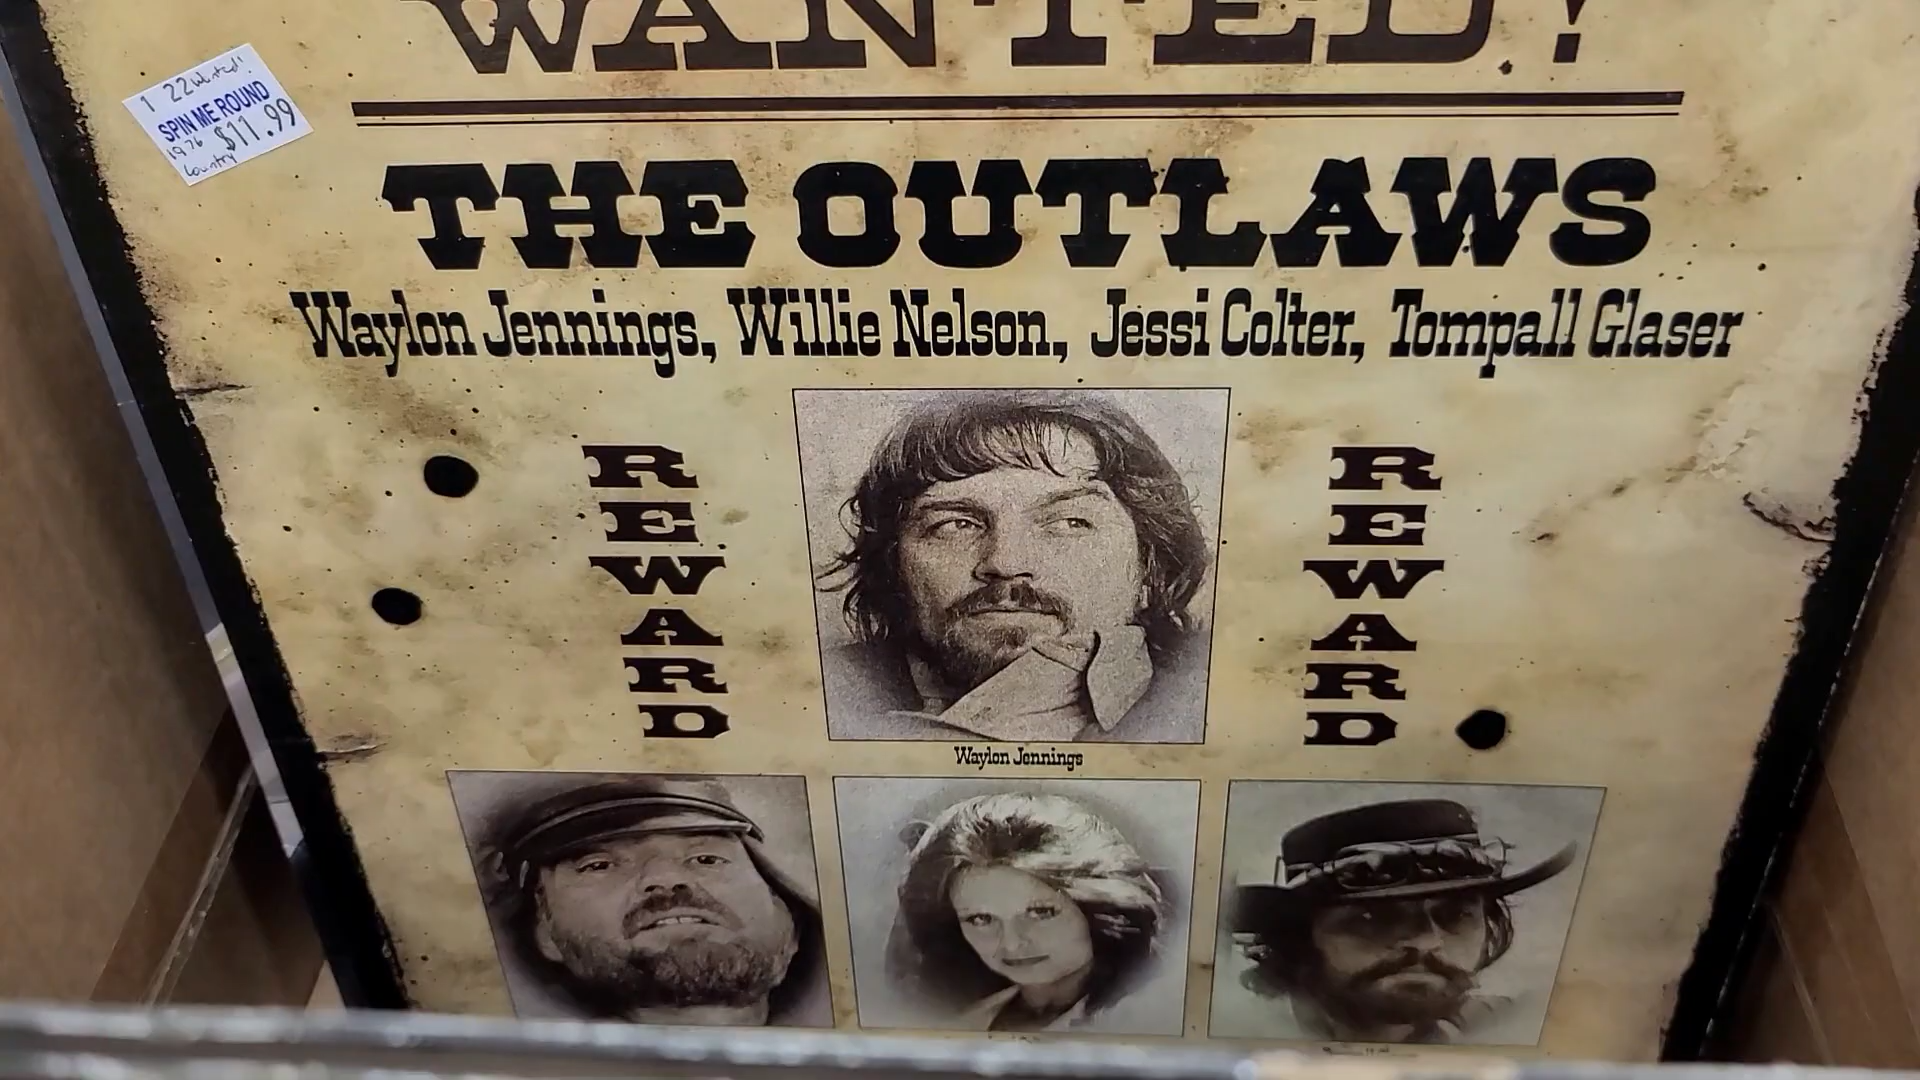 WANTED!
1 22 Wanted!
SPIN ME ROUND
1976 $11.99
Country
THE OUTLAWS
Waylon Jennings, Willie Nelson, Jessi Colter, Tompall Glaser
REWARD
REWARD
Waylon Jennings